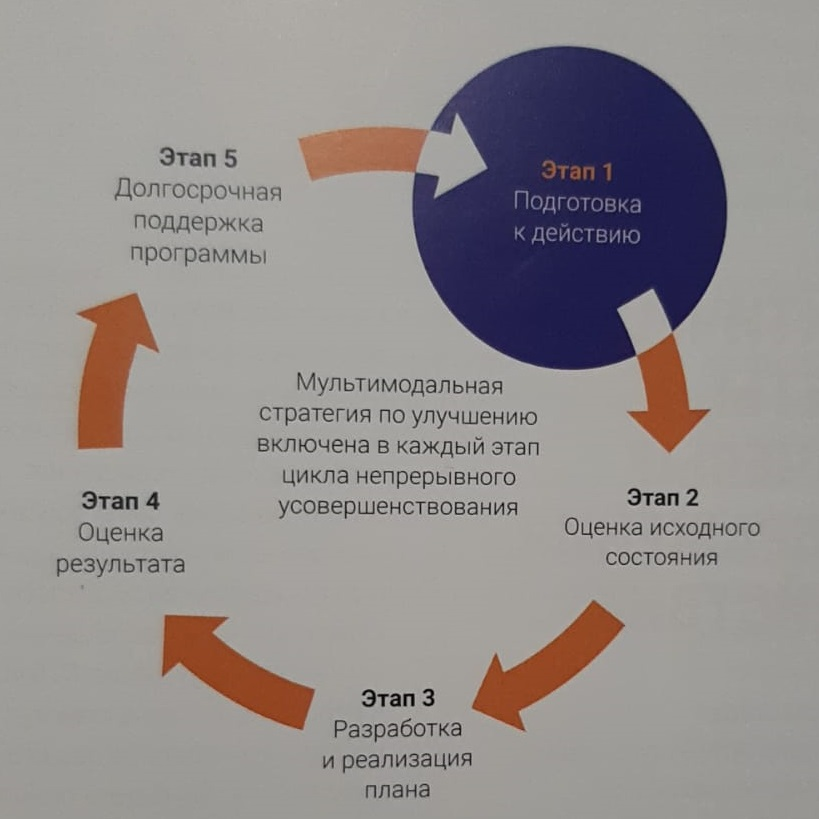 Этап 1
Подготовка
к действию
Этап 2
Оценка исходного
состояния
Этап 3
Разработка
и реализация
плана
Этап 4
Оценка
результата
Этап 5
Долгосрочная
поддержка
программы
Мультимодальная
стратегия по улучшению
включена в каждый этап
цикла непрерывного
усовершенствования